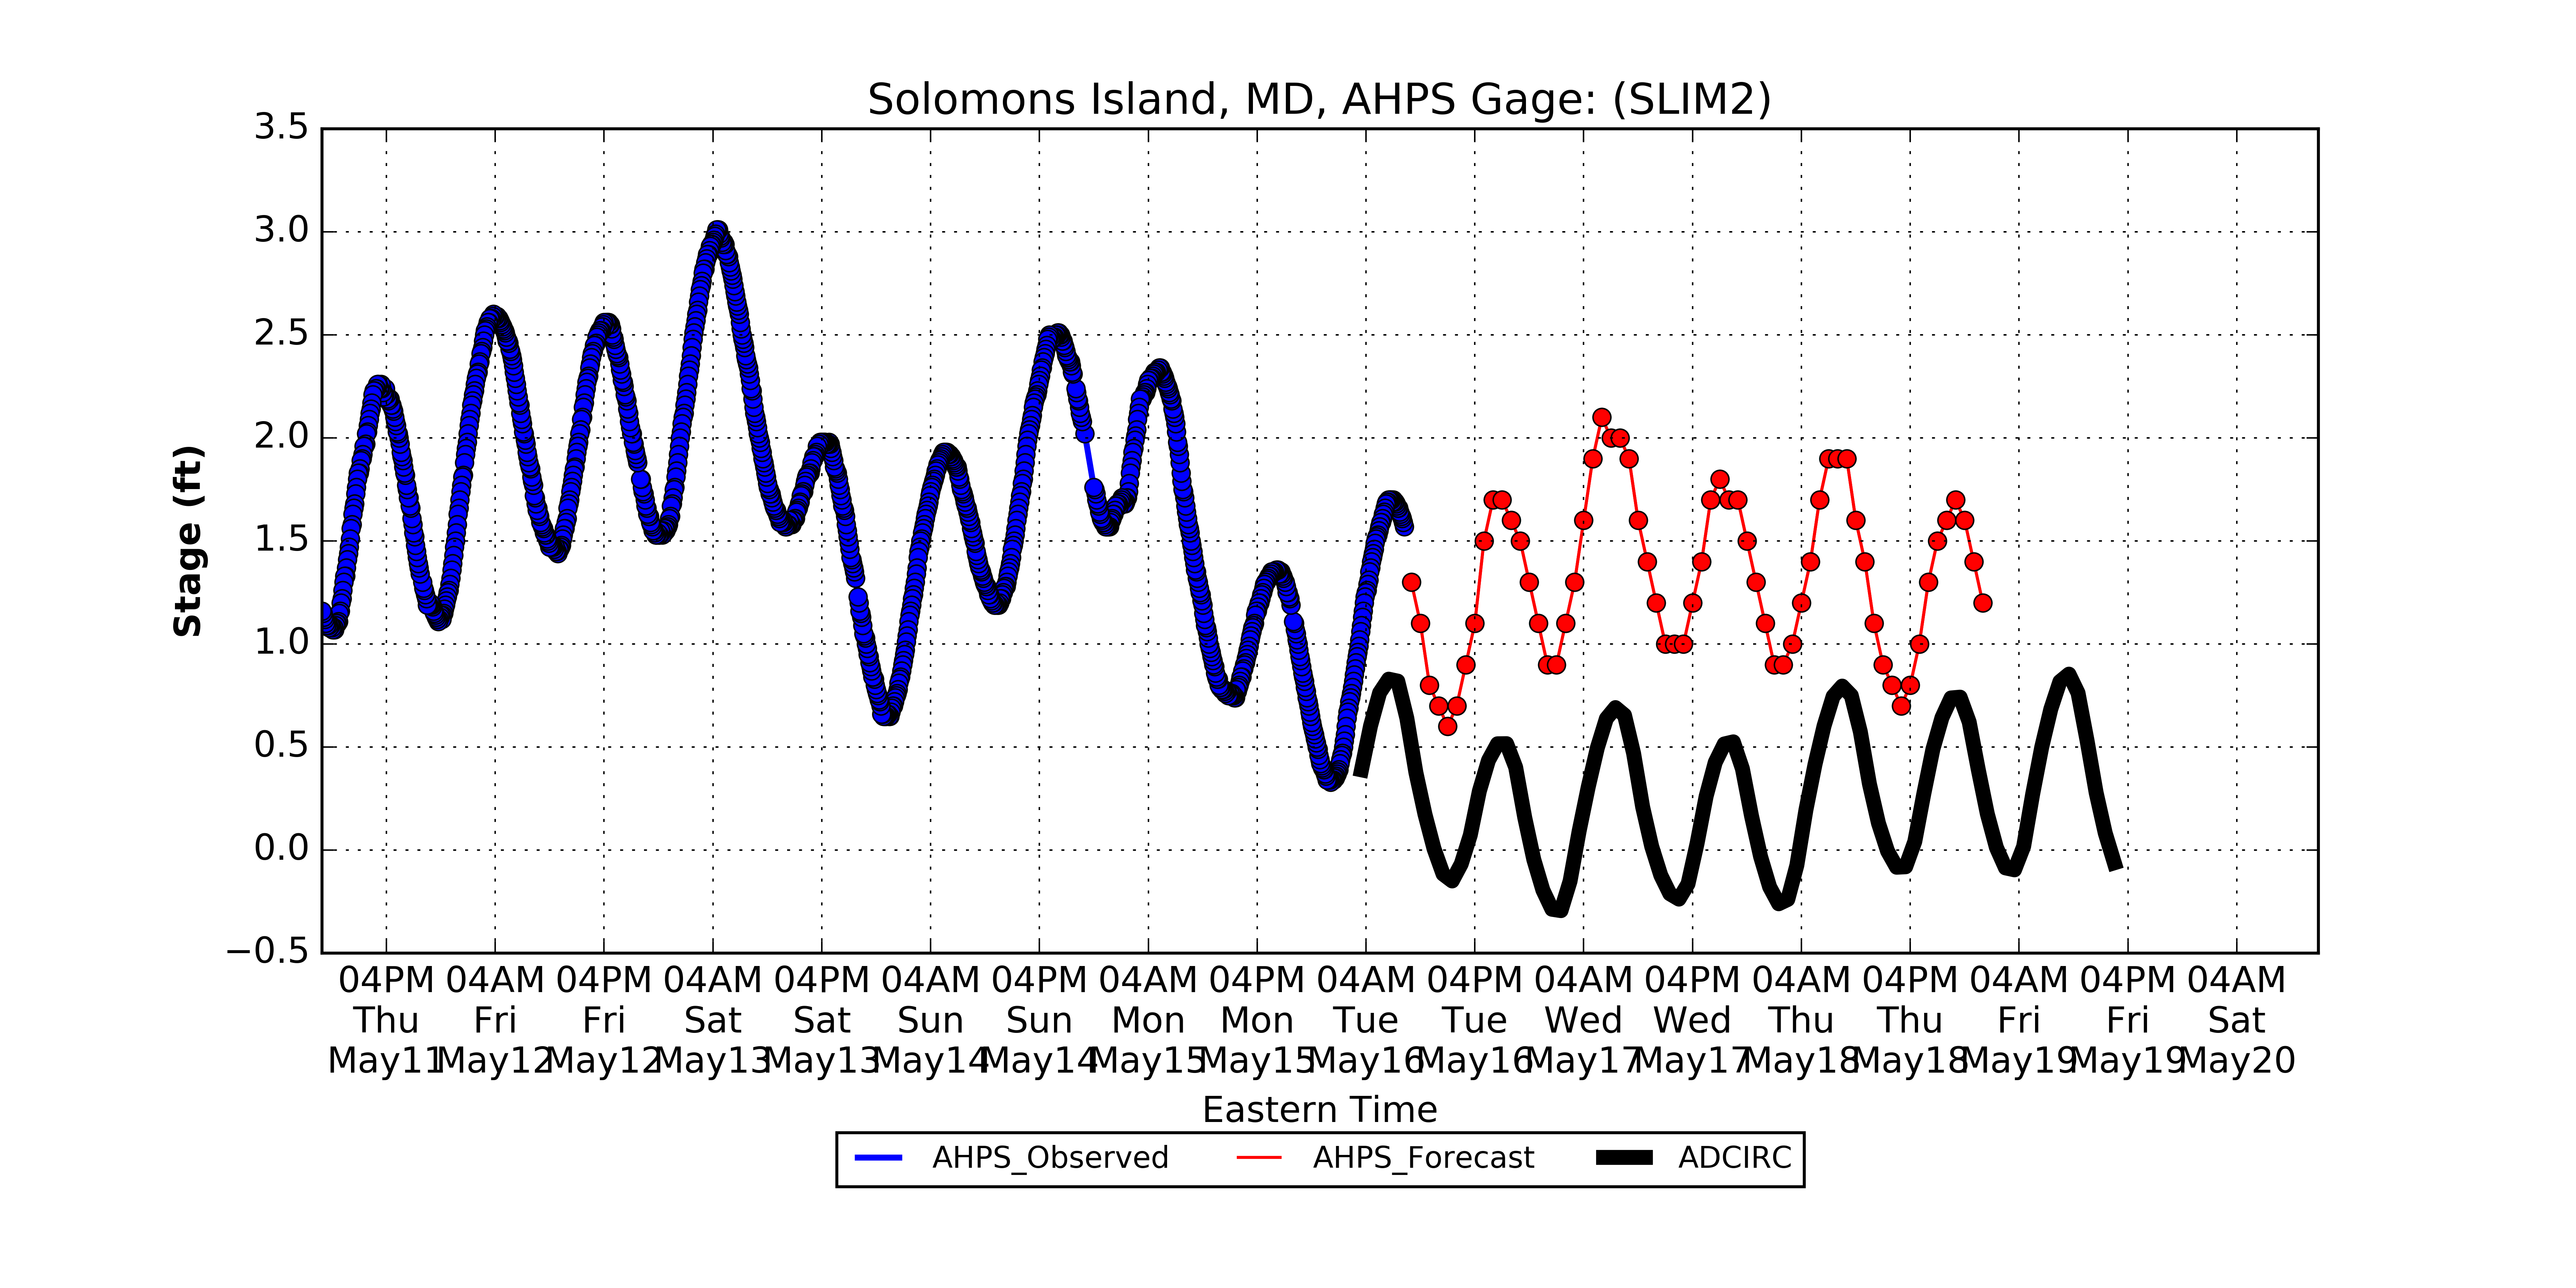 Solomons Island, MD, AHPS Gage: (SLIM2)
3.5
3.0
2.5
2.0
1.5
1.0
0.5
0.0
−0.5
Stage (ft)
04PM 04AM 04PM 04AM 04PM 04AM 04PM 04AM 04PM 04AM 04PM 04AM 04PM 04AM 04PM 04AM 04PM 04AM
Thu Fri Fri Sat Sat Sun Sun Mon Mon Tue Tue Wed Wed Thu Thu Fri Fri Sat
May11 May12 May12 May13 May13 May14 May14 May15 May15 May16 May16 May17 May17 May18 May18 May19 May19 May20
Eastern Time
AHPS_Observed AHPS_Forecast ADCIRC